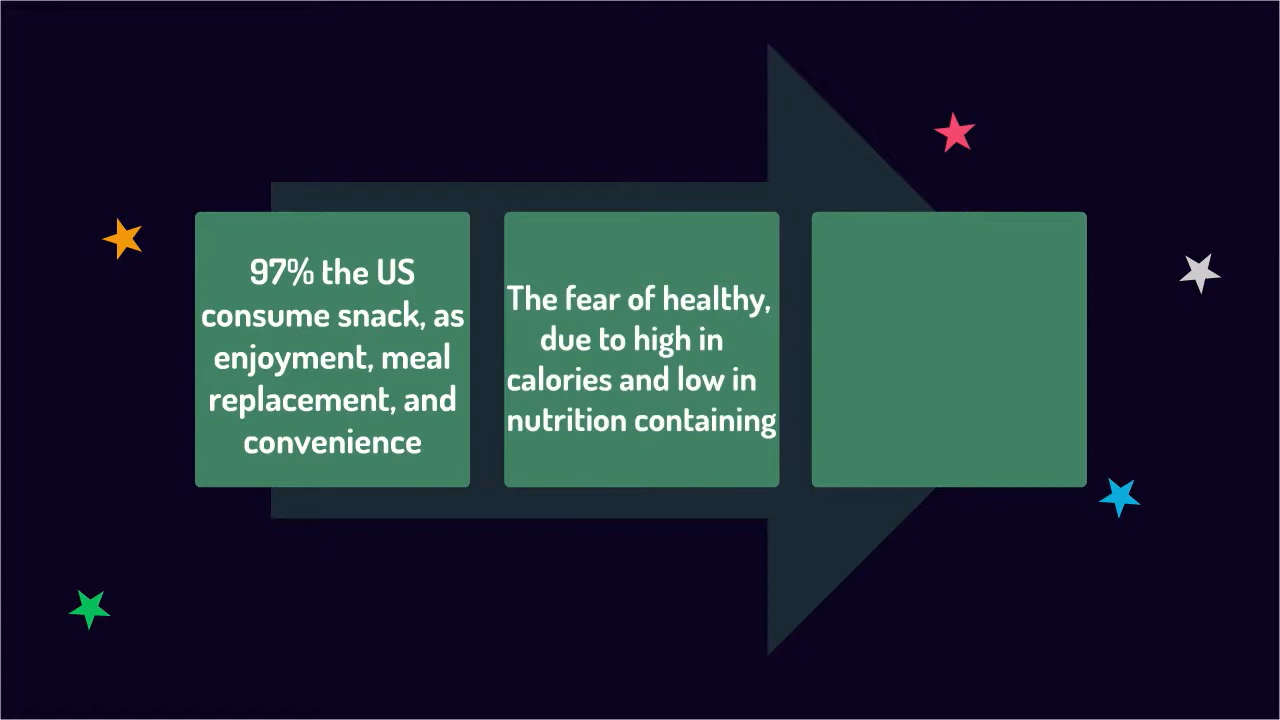 97% the US
consume snack, as
enjoyment, meal
replacement, and
convenience
The fear of healthy,
due to high in
calories and low in
nutrition containing